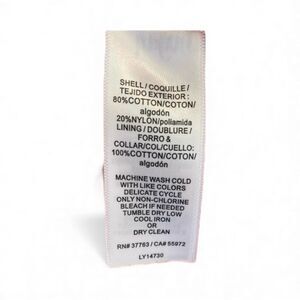 SHELL / COQUILLE /
TEJIDO EXTERIOR :
80%COTTON/COTON/
algodón
20%NYLON/poliamida
LINING / DOUBLURE /
FORRO &
COLLAR/COL/CUELLO:
100%COTTON/COTON/
algodón
MACHINE WASH COLD
WITH LIKE COLORS
DELICATE CYCLE
ONLY NON-CHLORINE
BLEACH IF NEEDED
TUMBLE DRY LOW
COOL IRON
OR
DRY CLEAN
RN# 37763 / CA# 55972
LY14730